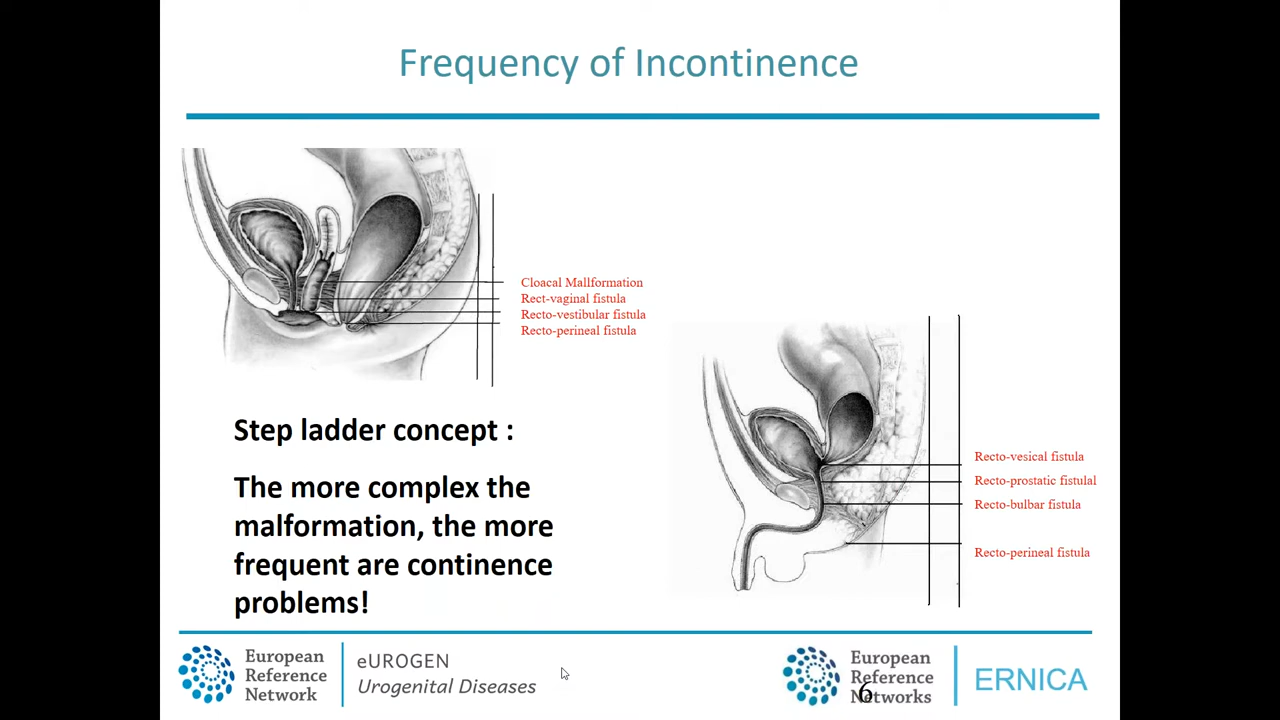 Frequency of Incontinence
Cloacal Mallformation
Rect-vaginal fistula
Recto-vestibular fistula
Recto-perineal fistula
Step ladder concept :
The more complex the
malformation, the more
frequent are continence
problems!
Recto-vesical fistula
Recto-prostatic fistulal
Recto-bulbar fistula
Recto-perineal fistula
European
Reference
Network
eUROGEN
Urogenital Diseases
European
Reference
Networks
ERNICA
6